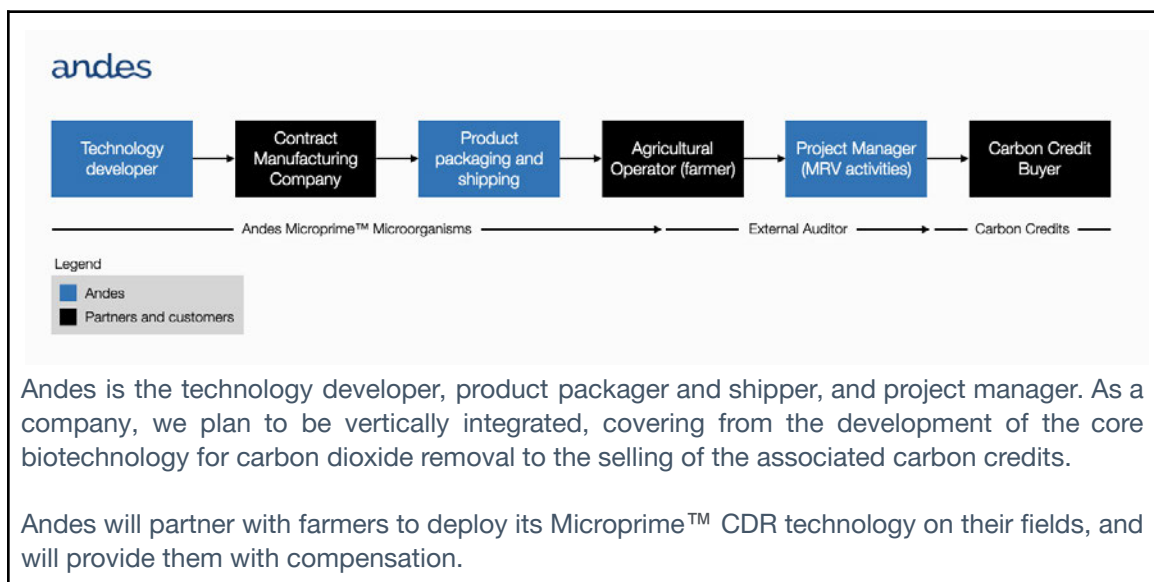 andes
Technology
developer
Contract
Manufacturing
Company
Product
packaging and
shipping
Agricultural
Operator (farmer)
Project Manager
(MRV activities)
Carbon Credit
Buyer
Andes Microprime™ Microorganisms
External Auditor
Carbon Credits
Legend
Andes
Partners and customers
Andes is the technology developer, product packager and shipper, and project manager. As a
company, we plan to be vertically integrated, covering from the development of the core
biotechnology for carbon dioxide removal to the selling of the associated carbon credits.
Andes will partner with farmers to deploy its Microprime™ CDR technology on their fields, and
will provide them with compensation.